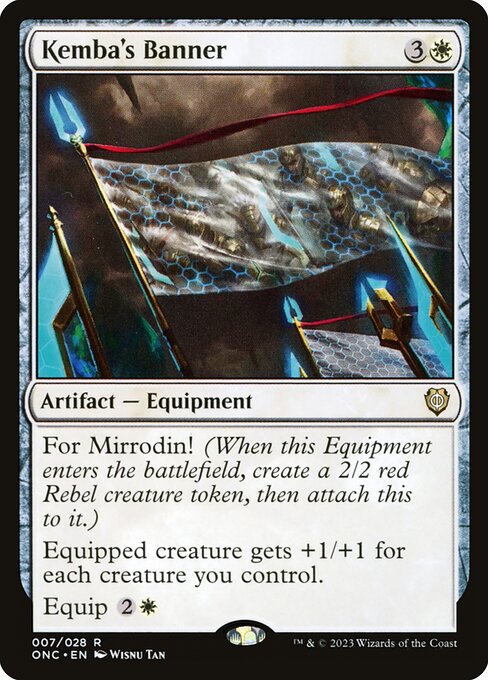 Kemba's Banner 3
Artifact — Equipment
For Mirrodin! (When this Equipment
enters the battlefield, create a 2/2 red
Rebel creature token, then attach this
to it.)
Equipped creature gets +1/+1 for
each creature you control.
Equip 2
007/028 R
ONC • EN Wisnu Tan
™ & © 2023 Wizards of the Coast